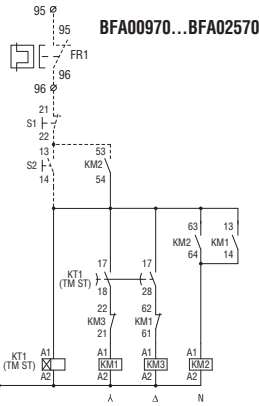 95
BFA00970...BFA02570
95
FR1
96
96
21
S1
22
13
53
S2
KM2
14
54
63
13
KM2
KM1
64
14
17
17
KT1
(TM ST)
18
28
22
62
KM3
KM1
21
61
KT1
(TM ST)
A1
A1
A1
A1
KM1
KM3
KM2
A2
A2
A2
A2
⅄
Δ
N